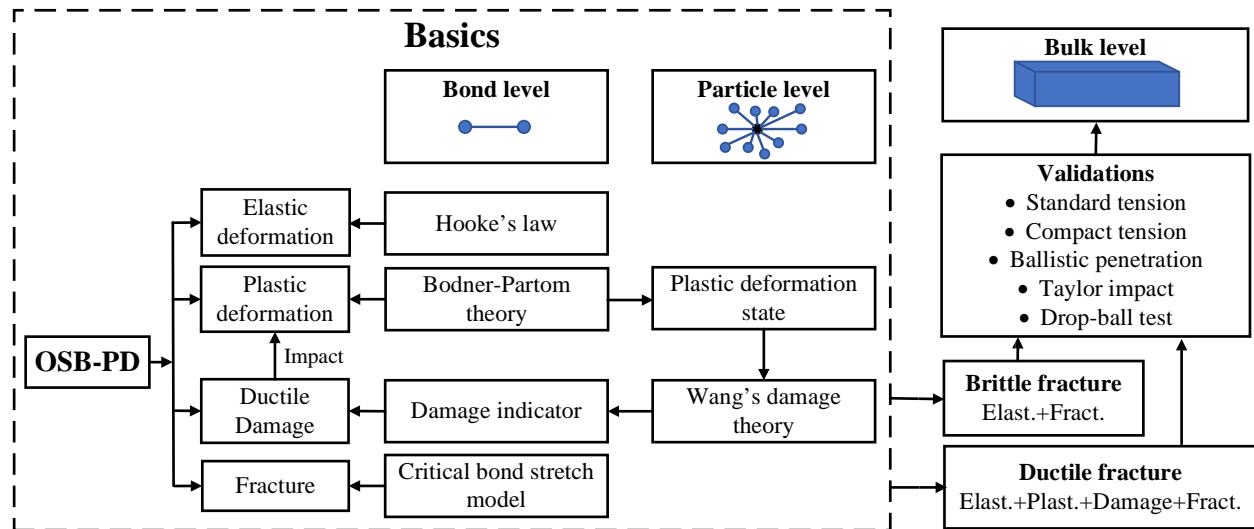 Basics
Bond level
Particle level
Bulk level
Elastic
deformation
Hooke’s law
Plastic
deformation
Bodner-Partom
theory
Plastic deformation
state
OSB-PD
Impact
Ductile
Damage
Damage indicator
Wang’s damage
theory
Fracture
Critical bond stretch
model
Validations
● Standard tension
● Compact tension
● Ballistic penetration
● Taylor impact
● Drop-ball test
Brittle fracture
Elast.+Fract.
Ductile fracture
Elast.+Plast.+Damage+Fract.